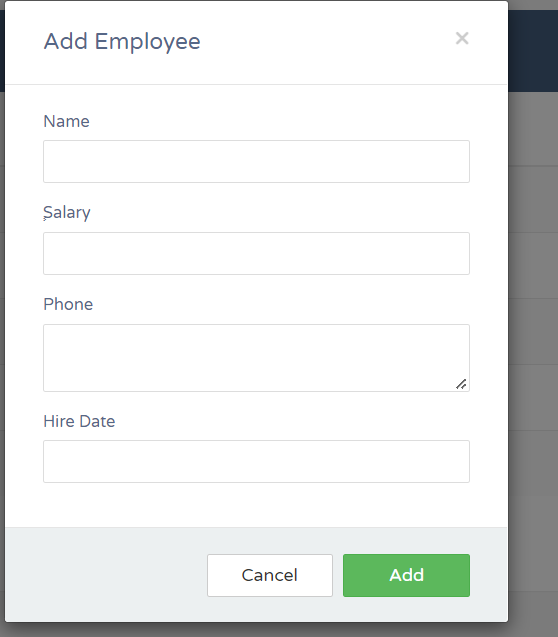 Add Employee
×
Name
Salary
Phone
Hire Date
Cancel
Add